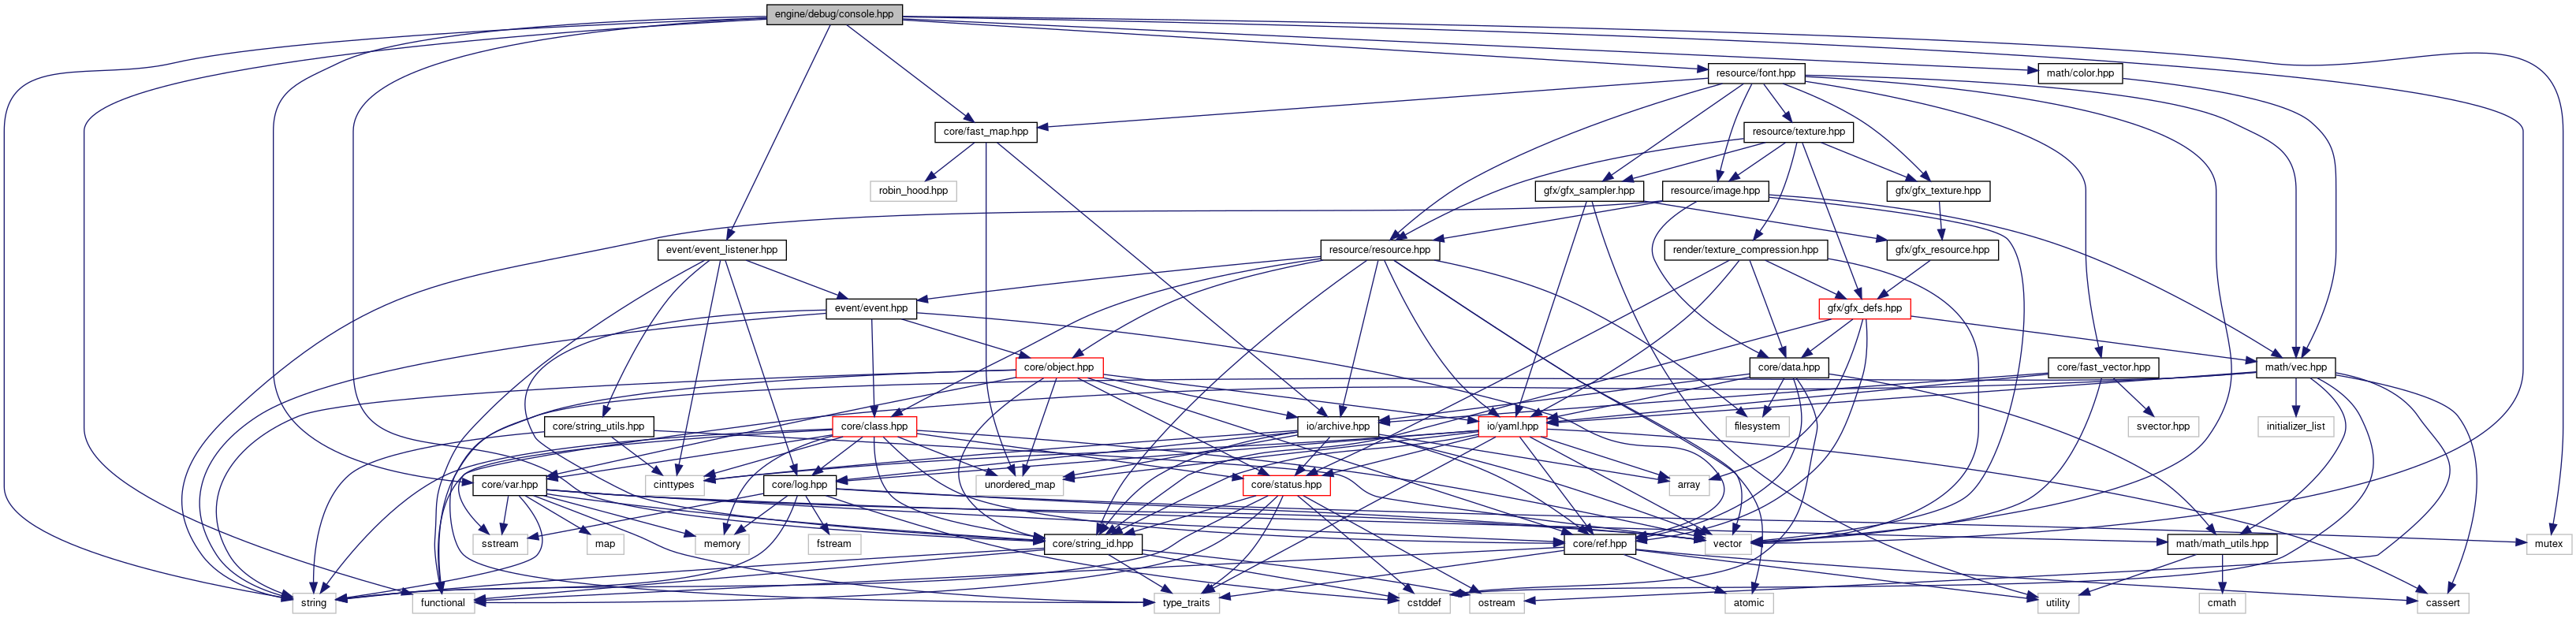 engine/debug/console.hpp
resource/font.hpp
math/color.hpp
core/fast_map.hpp
resource/texture.hpp
robin_hood.hpp
gfx/gfx_sampler.hpp
resource/image.hpp
gfx/gfx_texture.hpp
event/event_listener.hpp
resource/resource.hpp
render/texture_compression.hpp
gfx/gfx_resource.hpp
event/event.hpp
gfx/gfx_defs.hpp
core/object.hpp
core/data.hpp
core/fast_vector.hpp
math/vec.hpp
core/string_utils.hpp
core/class.hpp
io/archive.hpp
io/yaml.hpp
filesystem
svector.hpp
initializer_list
core/var.hpp
cinttypes
core/log.hpp
unordered_map
core/status.hpp
array
sstream
map
memory
fstream
core/string_id.hpp
core/ref.hpp
vector
math/math_utils.hpp
mutex
string
functional
type_traits
cstddef
ostream
atomic
utility
cmath
cassert